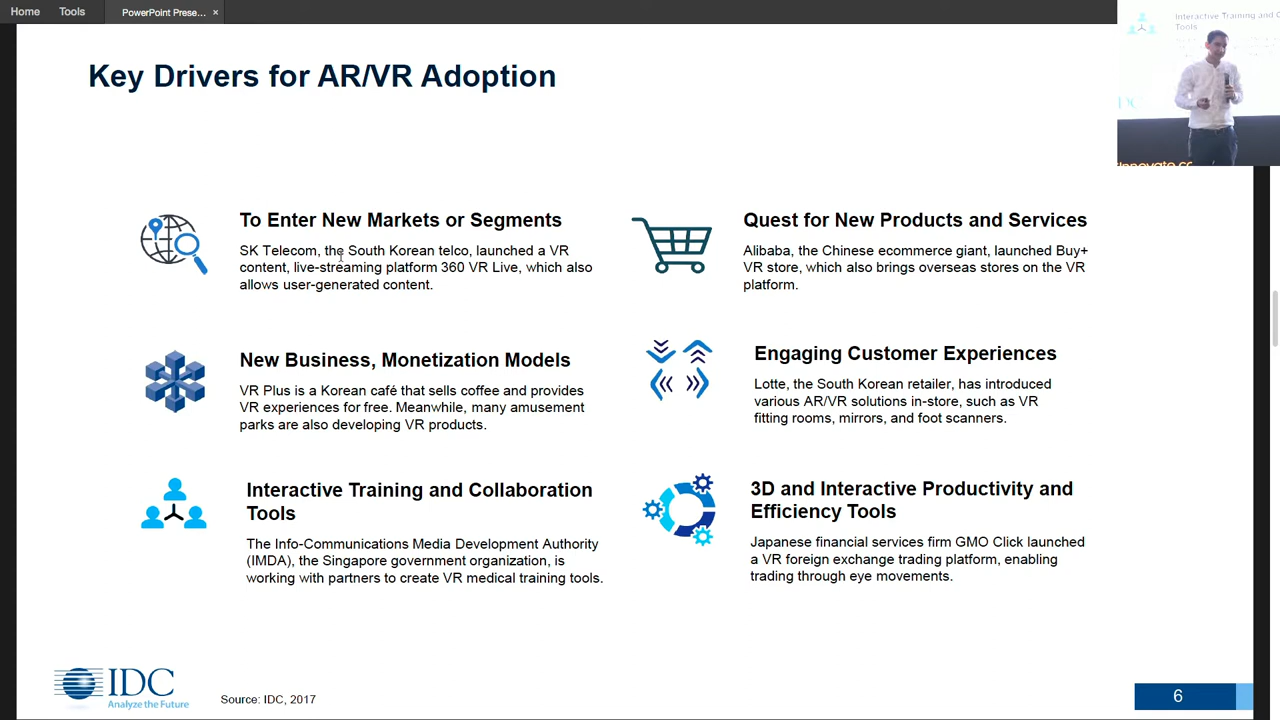 Home Tools PowerPoint Prese... ×
Interactive Training and C
Tools
Key Drivers for AR/VR Adoption
To Enter New Markets or Segments
SK Telecom, the South Korean telco, launched a VR
content, live-streaming platform 360 VR Live, which also
allows user-generated content.
Quest for New Products and Services
Alibaba, the Chinese ecommerce giant, launched Buy+
VR store, which also brings overseas stores on the VR
platform.
New Business, Monetization Models
VR Plus is a Korean café that sells coffee and provides
VR experiences for free. Meanwhile, many amusement
parks are also developing VR products.
Engaging Customer Experiences
Lotte, the South Korean retailer, has introduced
various AR/VR solutions in-store, such as VR
fitting rooms, mirrors, and foot scanners.
Interactive Training and Collaboration
Tools
The Info-Communications Media Development Authority
(IMDA), the Singapore government organization, is
working with partners to create VR medical training tools.
3D and Interactive Productivity and
Efficiency Tools
Japanese financial services firm GMO Click launched
a VR foreign exchange trading platform, enabling
trading through eye movements.
IDC
Analyze the Future
Source: IDC, 2017
6